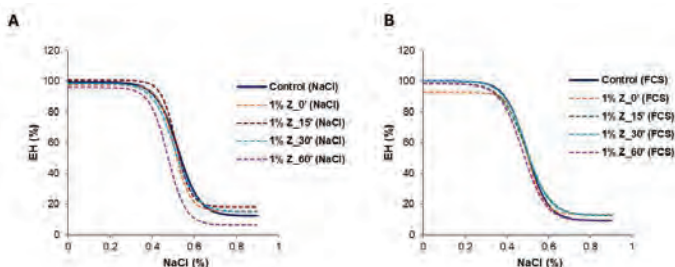 A
120
100
80
60
40
20
0
EH (%)
0 0.2 0.4 0.6 0.8 1
NaCl (%)
Control (NaCl)
1% Z_0' (NaCl)
1% Z_15' (NaCl)
1% Z_30' (NaCl)
1% Z_60' (NaCl)
B
120
100
80
60
40
20
0
EH (%)
0 0.2 0.4 0.6 0.8 1
NaCl (%)
Control (FCS)
1% Z_0' (FCS)
1% Z_15' (FCS)
1% Z_30' (FCS)
1% Z_60' (FCS)